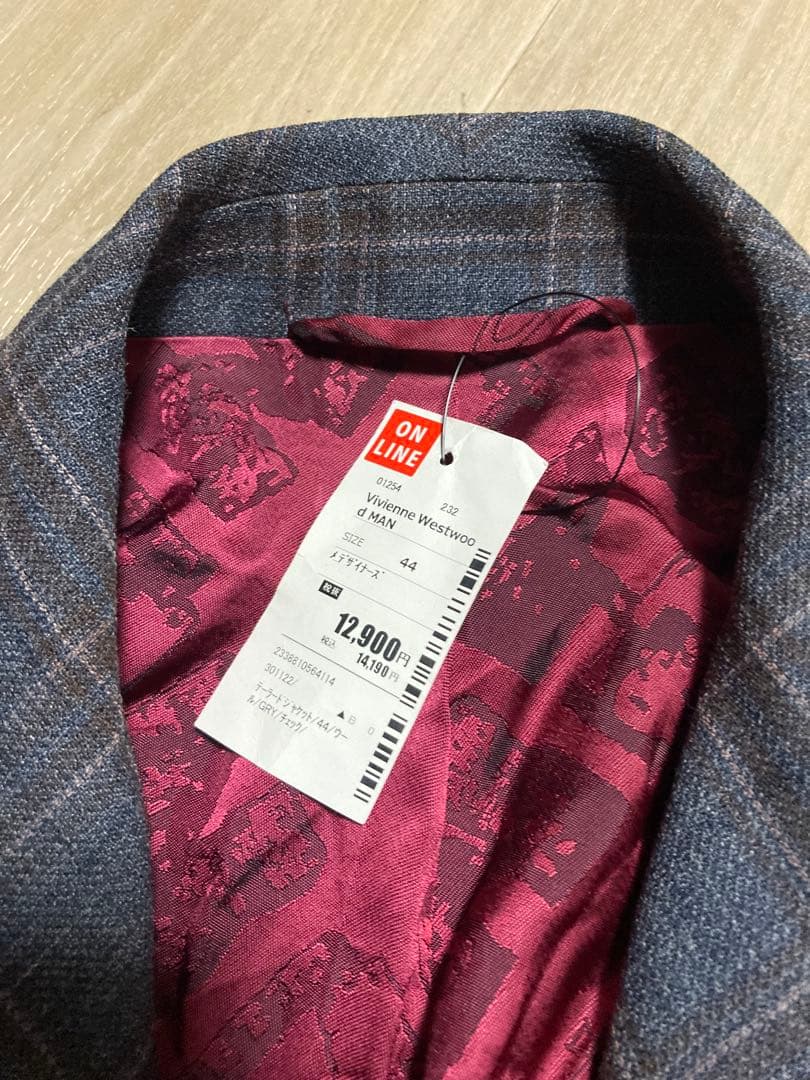 ON
LINE
01254 232
Vivienne Westwoo
d MAN
SIZE 44
メデザイナーズ
税抜 12,900円
税込 14,190円
2338810564114
301122/ ▲B 0
テーラードジャケット/44/ウー
ル/GRY/チェック/